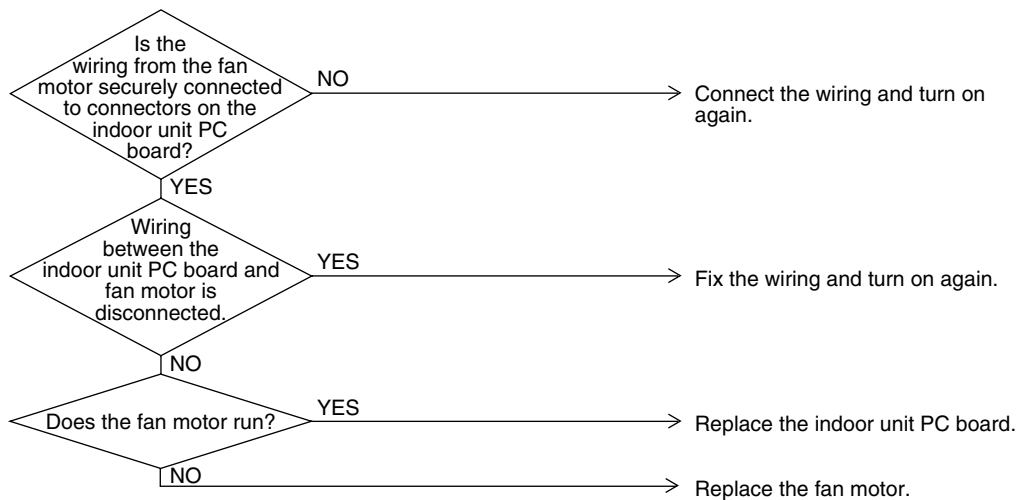 Is the
wiring from the fan
motor securely connected
to connectors on the
indoor unit PC
board?
NO
Connect the wiring and turn on
again.
YES
Wiring
between the
indoor unit PC board and
fan motor is
disconnected.
YES
Fix the wiring and turn on again.
NO
Does the fan motor run?
YES
Replace the indoor unit PC board.
NO
Replace the fan motor.